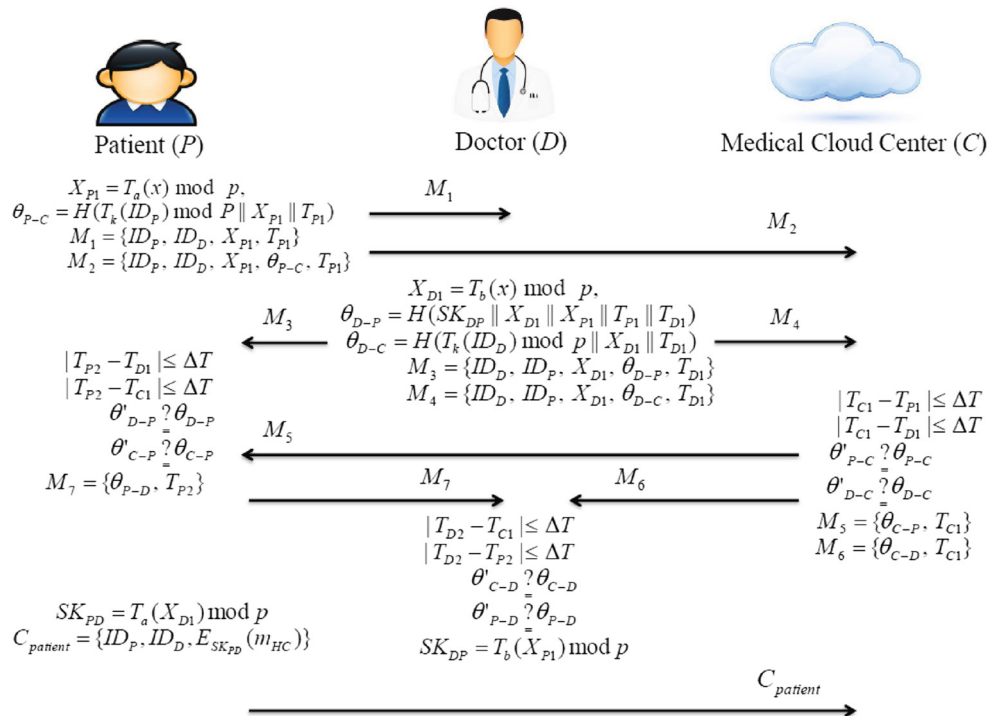 Patient (P)
Doctor (D)
Medical Cloud Center (C)
X_{P1} = T_a(x) mod p,
θ_{P-C} = H(T_k(ID_P) mod P || X_{P1} || T_{P1})
M_1 = {ID_P, ID_D, X_{P1}, T_{P1}}
M_2 = {ID_P, ID_D, X_{P1}, θ_{P-C}, T_{P1}}
M_1
M_2
X_{D1} = T_b(x) mod p,
θ_{D-P} = H(SK_{DP} || X_{D1} || X_{P1} || T_{P1} || T_{D1})
θ_{D-C} = H(T_k(ID_D) mod p || X_{D1} || T_{D1})
M_3 = {ID_D, ID_P, X_{D1}, θ_{D-P}, T_{D1}}
M_4 = {ID_D, ID_P, X_{D1}, θ_{D-C}, T_{D1}}
M_3
M_4
| T_{P2} − T_{D1} | ≤ ΔT
| T_{P2} − T_{C1} | ≤ ΔT
θ'_{D-P} ?= θ_{D-P}
θ'_{C-P} ?= θ_{C-P}
M_7 = {θ_{P-D}, T_{P2}}
M_5
| T_{C1} − T_{P1} | ≤ ΔT
| T_{C1} − T_{D1} | ≤ ΔT
θ'_{P-C} ?= θ_{P-C}
θ'_{D-C} ?= θ_{D-C}
M_5 = {θ_{C-P}, T_{C1}}
M_6 = {θ_{C-D}, T_{C1}}
M_7
M_6
| T_{D2} − T_{C1} | ≤ ΔT
| T_{D2} − T_{P2} | ≤ ΔT
θ'_{C-D} ?= θ_{C-D}
θ'_{P-D} ?= θ_{P-D}
SK_{DP} = T_b(X_{P1}) mod p
SK_{PD} = T_a(X_{D1}) mod p
C_{patient} = {ID_P, ID_D, E_{SK_{PD}}(m_{HC})}
C_{patient}